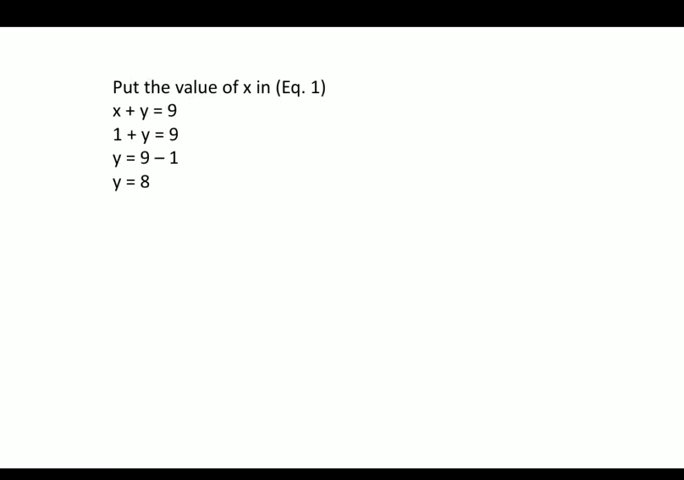 Put the value of x in (Eq. 1)
x + y = 9
1 + y = 9
y = 9 – 1
y = 8